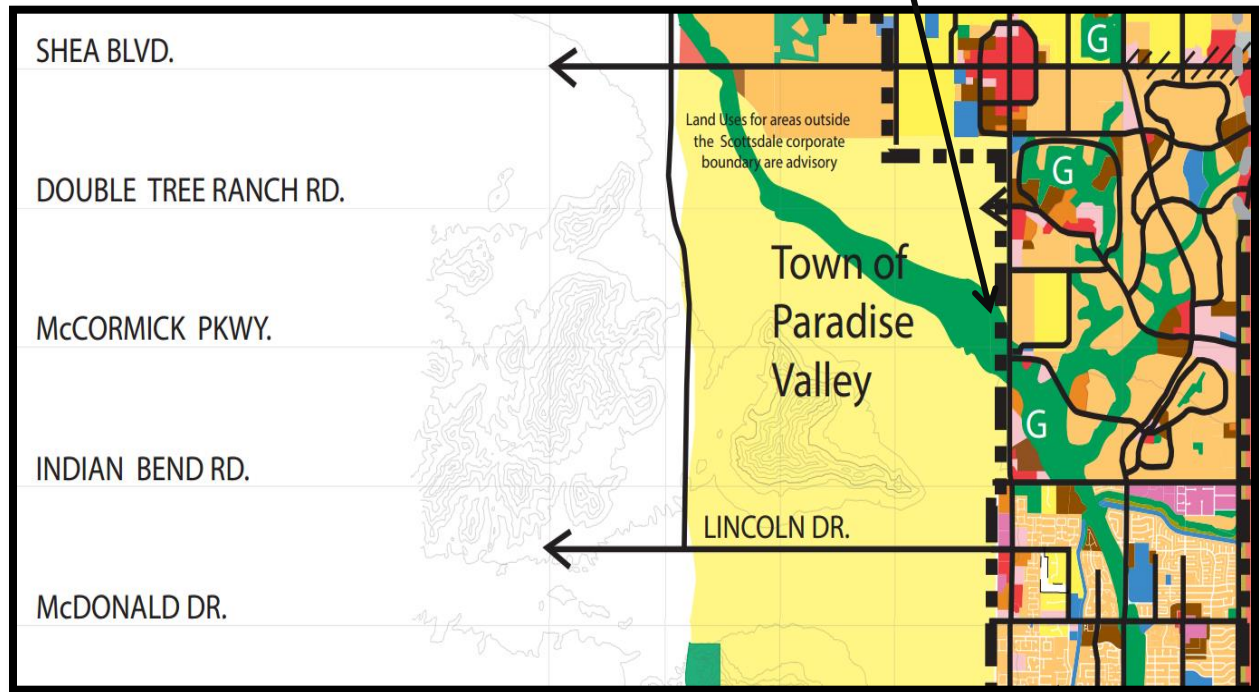 SHEA BLVD.
G
Land Uses for areas outside
the Scottsdale corporate
boundary are advisory
DOUBLE TREE RANCH RD.
G
Town of
Paradise
Valley
McCORMICK PKWY.
G
INDIAN BEND RD.
LINCOLN DR.
McDONALD DR.